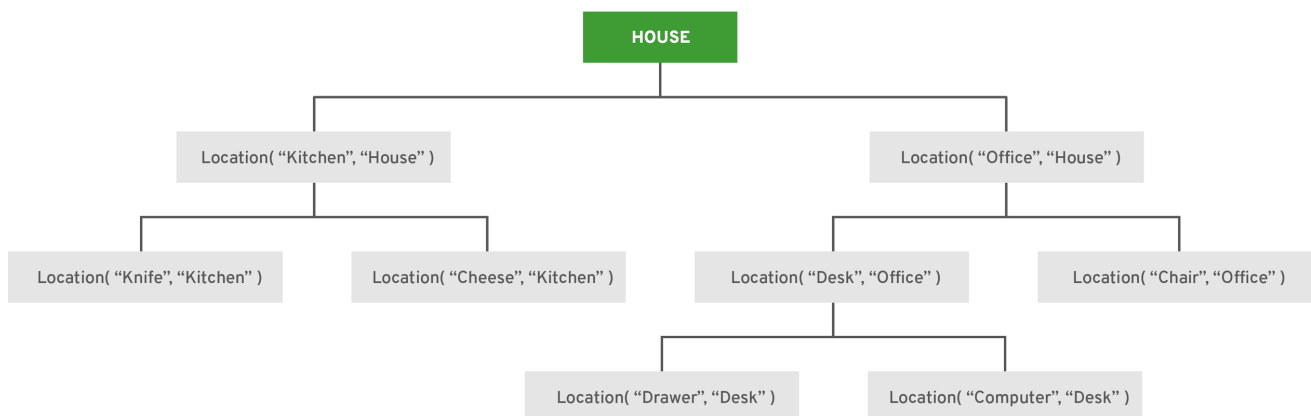 HOUSE
Location( “Kitchen”, “House” )
Location( “Office”, “House” )
Location( “Knife”, “Kitchen” )
Location( “Cheese”, “Kitchen” )
Location( “Desk”, “Office” )
Location( “Chair”, “Office” )
Location( “Drawer”, “Desk” )
Location( “Computer”, “Desk” )